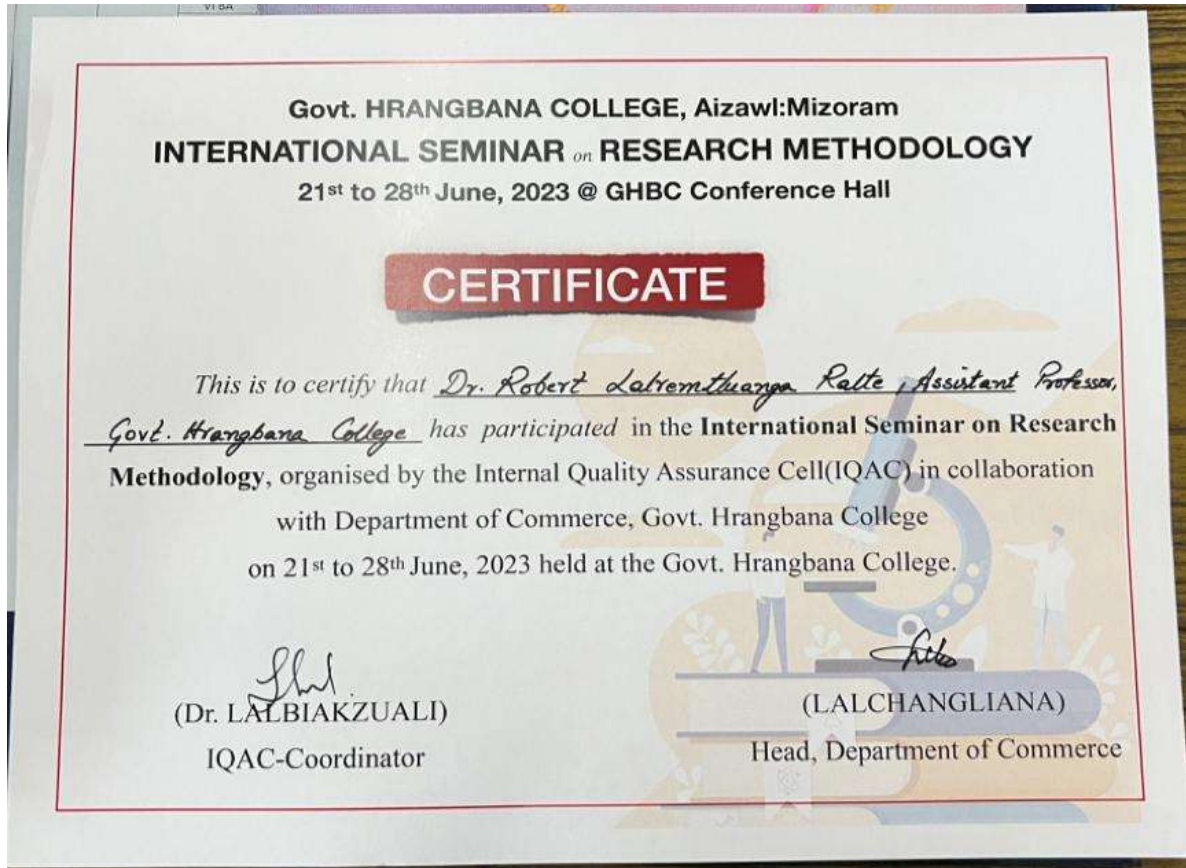 VI BA
Govt. HRANGBANA COLLEGE, Aizawl:Mizoram
INTERNATIONAL SEMINAR on RESEARCH METHODOLOGY
21st to 28th June, 2023 @ GHBC Conference Hall
CERTIFICATE
This is to certify that Dr. Robert Lalremthuanga Ralte, Assistant Professor,
Govt. Hrangbana College has participated in the International Seminar on Research
Methodology, organised by the Internal Quality Assurance Cell(IQAC) in collaboration
with Department of Commerce, Govt. Hrangbana College
on 21st to 28th June, 2023 held at the Govt. Hrangbana College.
(Dr. LALBIAKZUALI)
(LALCHANGLIANA)
IQAC-Coordinator
Head, Department of Commerce